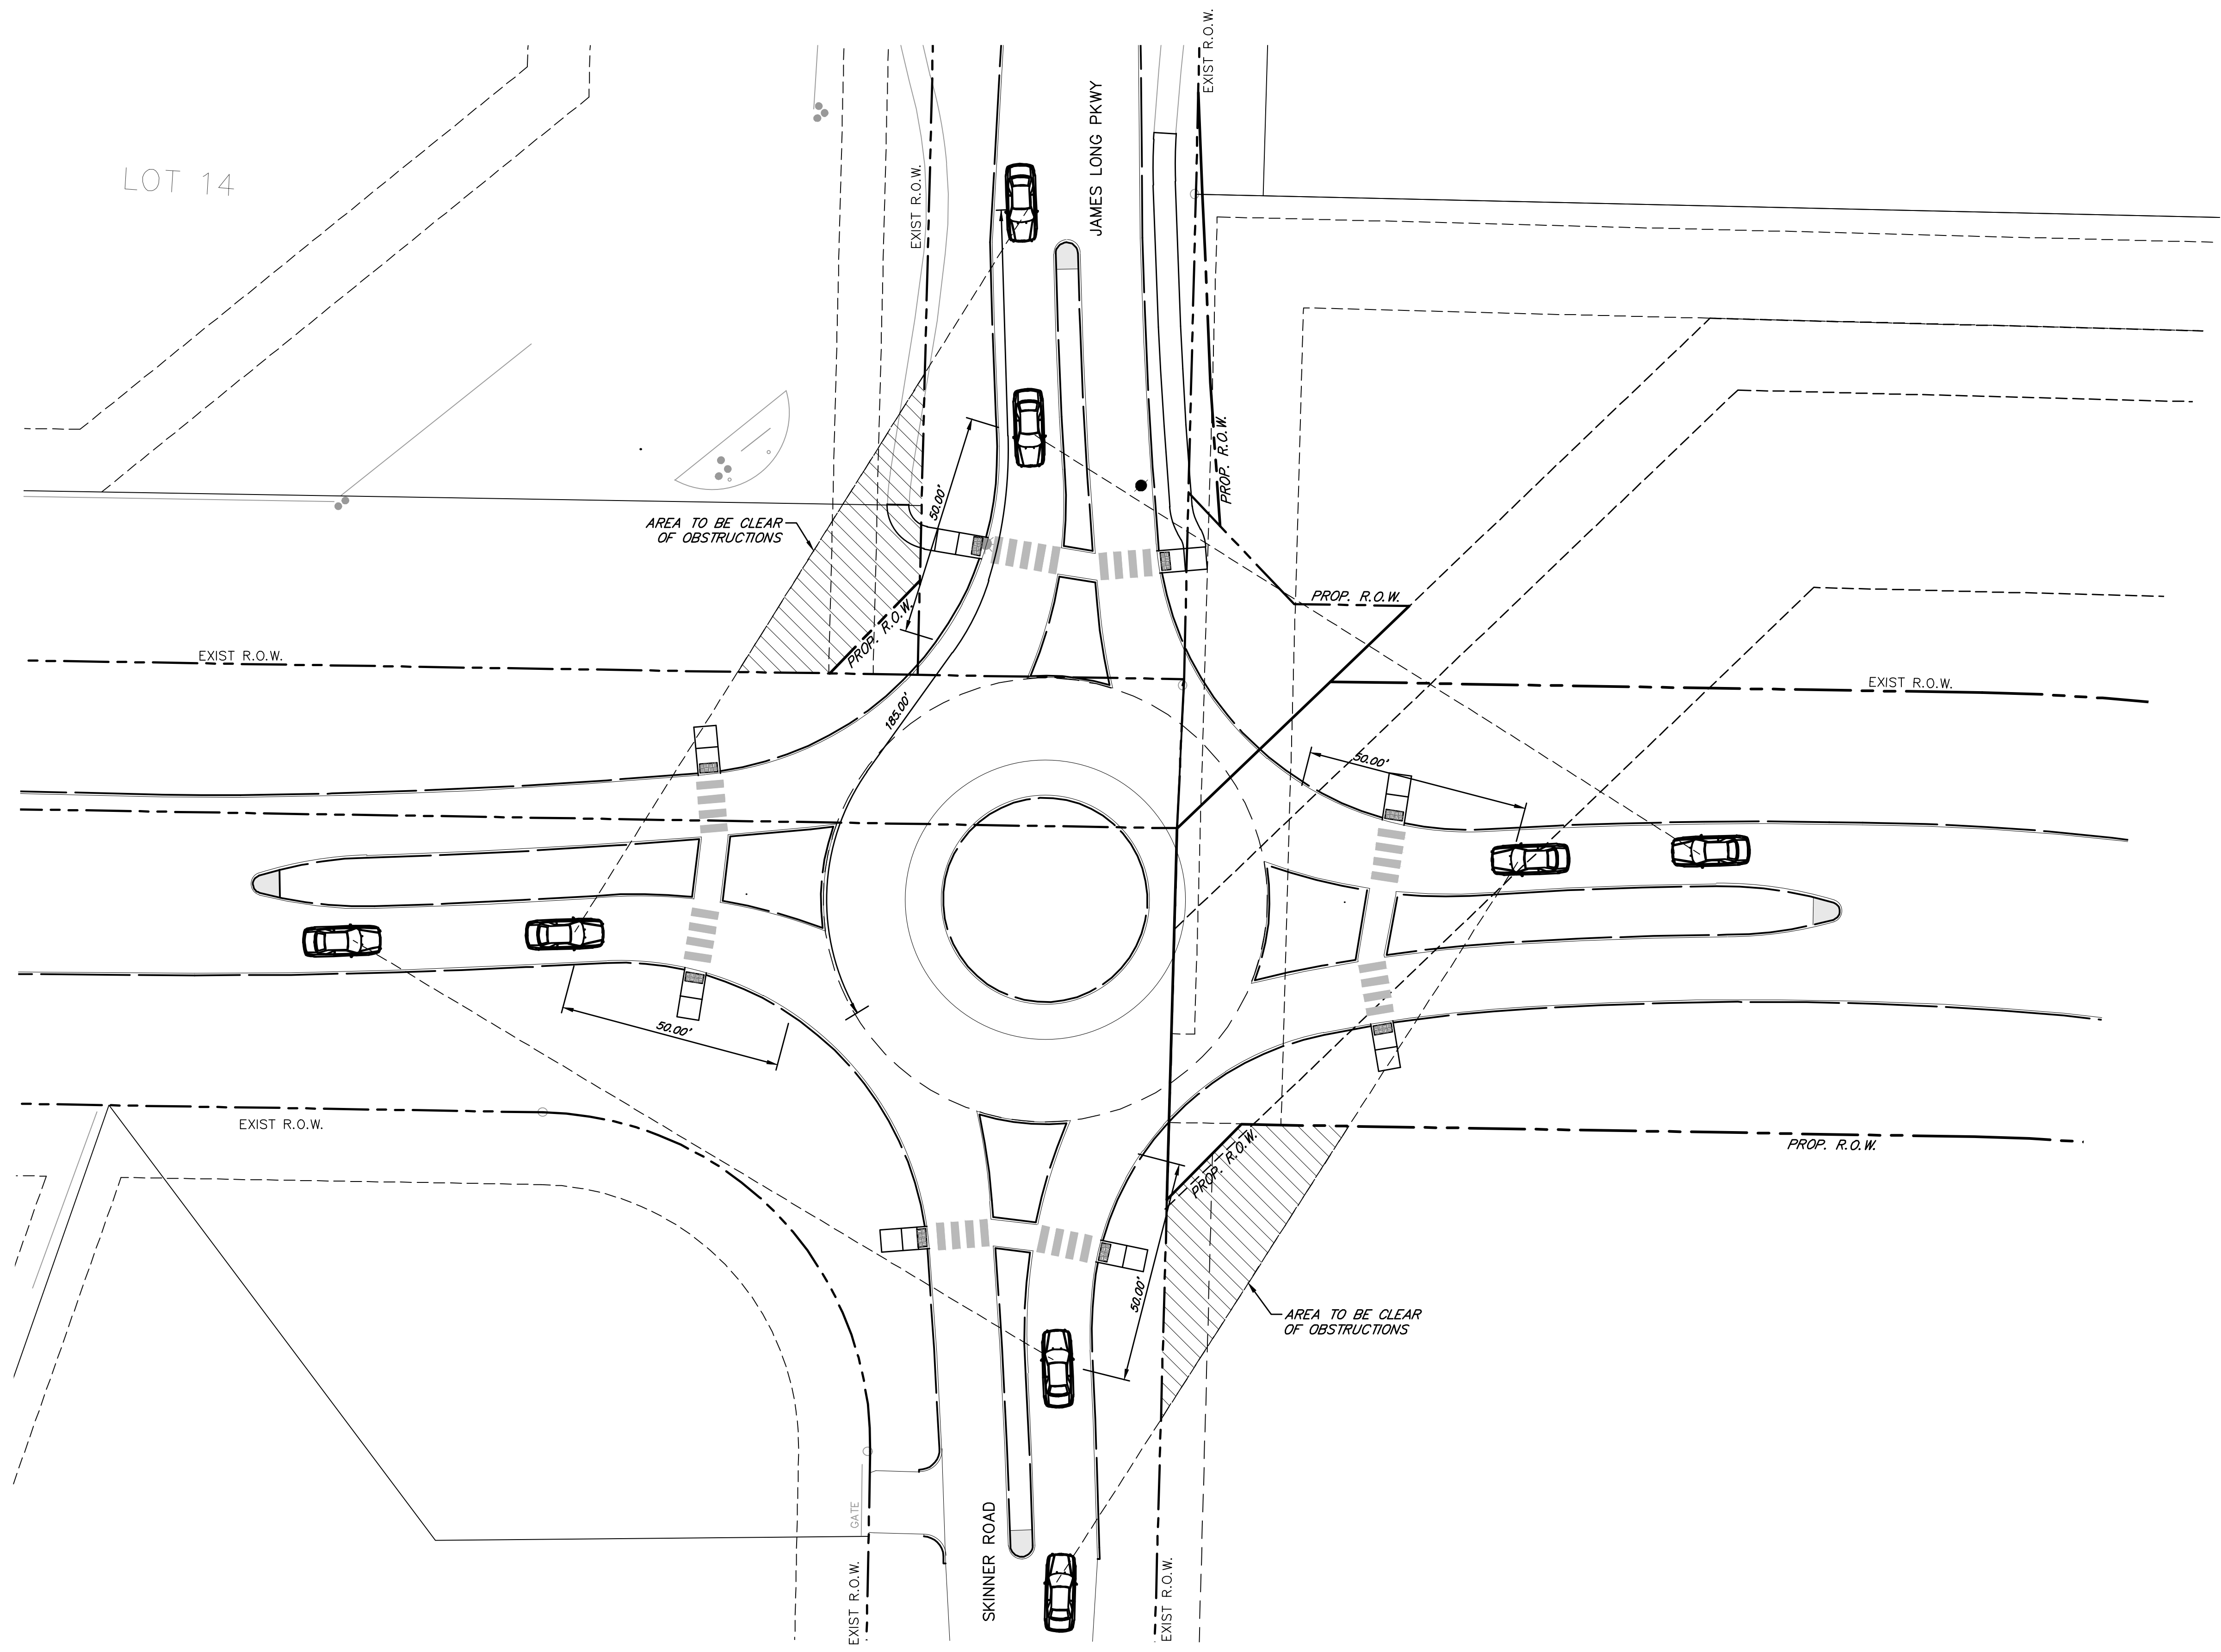 EXIST R.O.W.
JAMES LONG PKWY
EXIST R.O.W.
LOT 14
PROP. R.O.W.
50.00'
AREA TO BE CLEAR
OF OBSTRUCTIONS
PROP. R.O.W.
PROP. R.O.W.
EXIST R.O.W.
EXIST R.O.W.
185.00'
50.00'
50.00'
EXIST R.O.W.
PROP. R.O.W.
PROP. R.O.W.
50.00'
AREA TO BE CLEAR
OF OBSTRUCTIONS
GATE
SKINNER ROAD
EXIST R.O.W.
EXIST R.O.W.